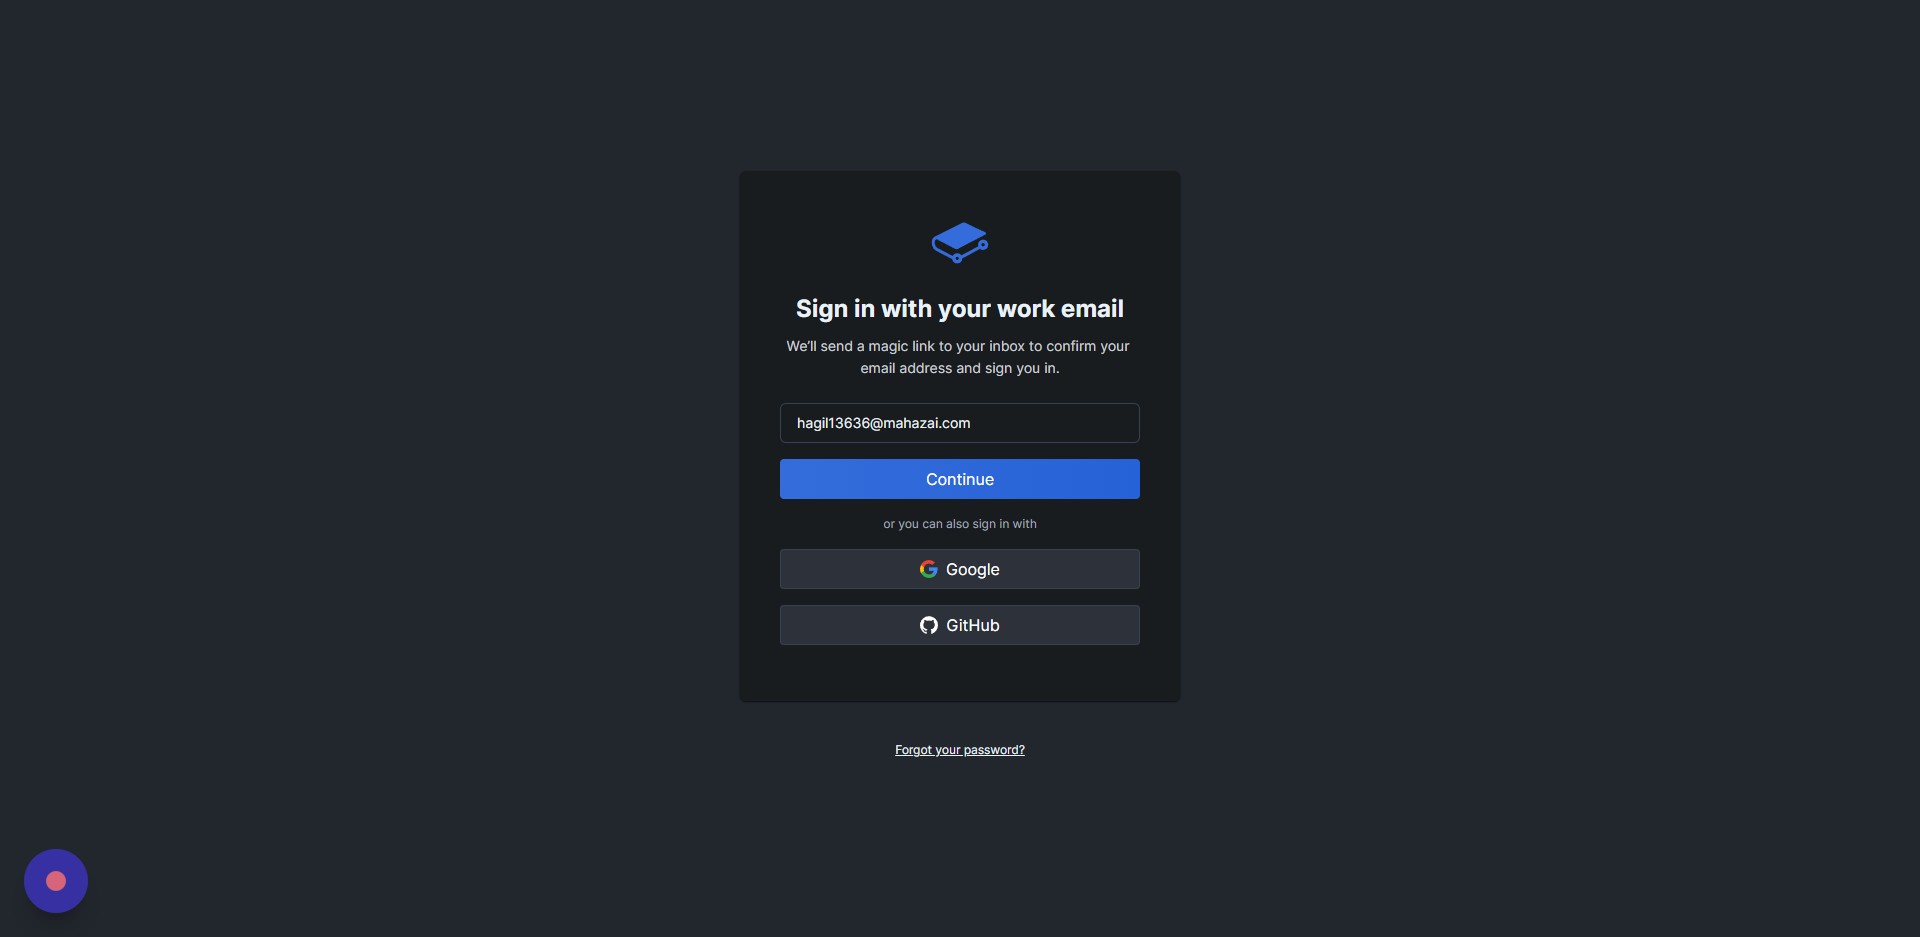 Sign in with your work email
We'll send a magic link to your inbox to confirm your
email address and sign you in.
hagil13636@mahazai.com
Continue
or you can also sign in with
Google
GitHub
Forgot your password?